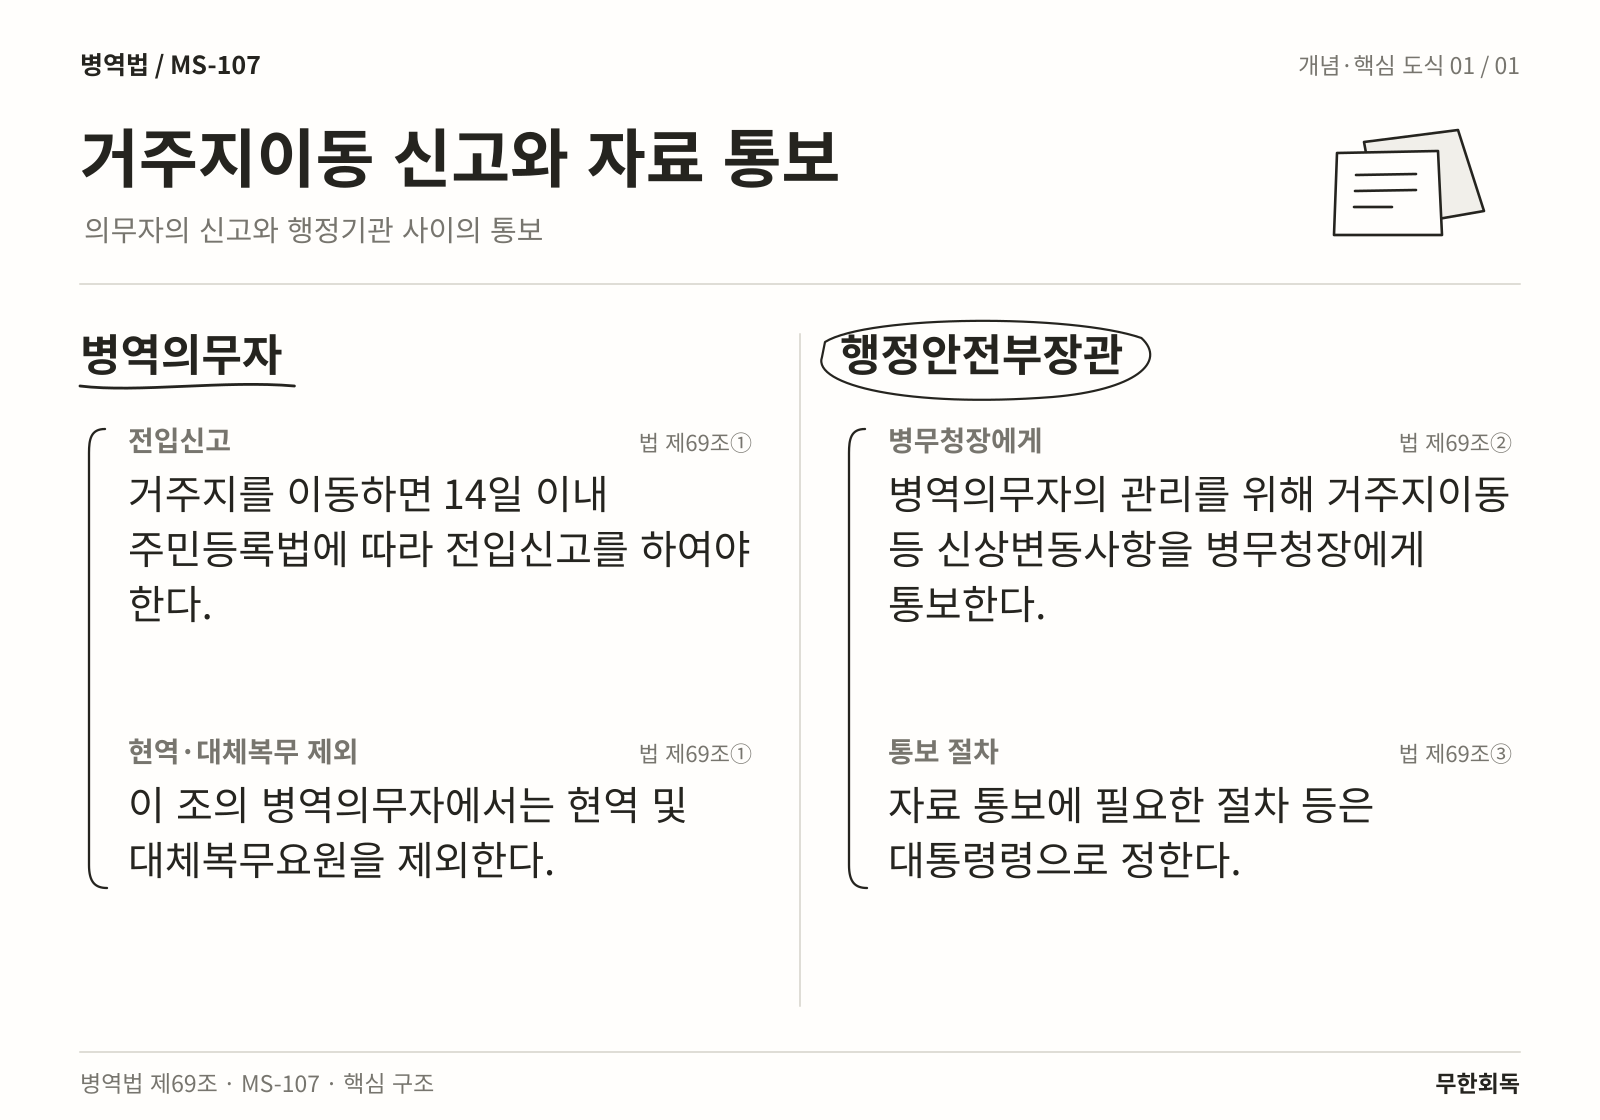 병역법 / MS-107
개념·핵심 도식 01 / 01
거주지이동 신고와 자료 통보
의무자의 신고와 행정기관 사이의 통보
병역의무자
전입신고
법 제69조①
거주지를 이동하면 14일 이내
주민등록법에 따라 전입신고를 하여야
한다.
현역·대체복무 제외
법 제69조①
이 조의 병역의무자에서는 현역 및
대체복무요원을 제외한다.
행정안전부장관
병무청장에게
법 제69조②
병역의무자의 관리를 위해 거주지이동
등 신상변동사항을 병무청장에게
통보한다.
통보 절차
법 제69조③
자료 통보에 필요한 절차 등은
대통령령으로 정한다.
병역법 제69조 · MS-107 · 핵심 구조
무한회독